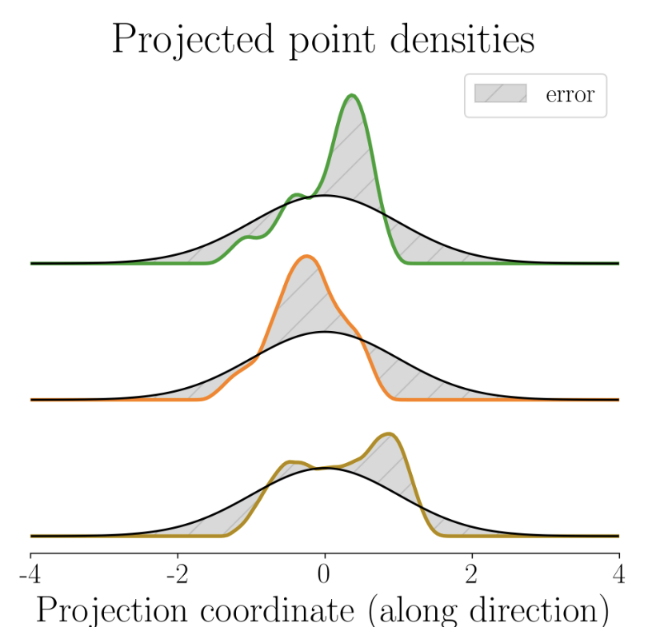 Projected point densities
error
-4 -2 0 2 4
Projection coordinate (along direction)